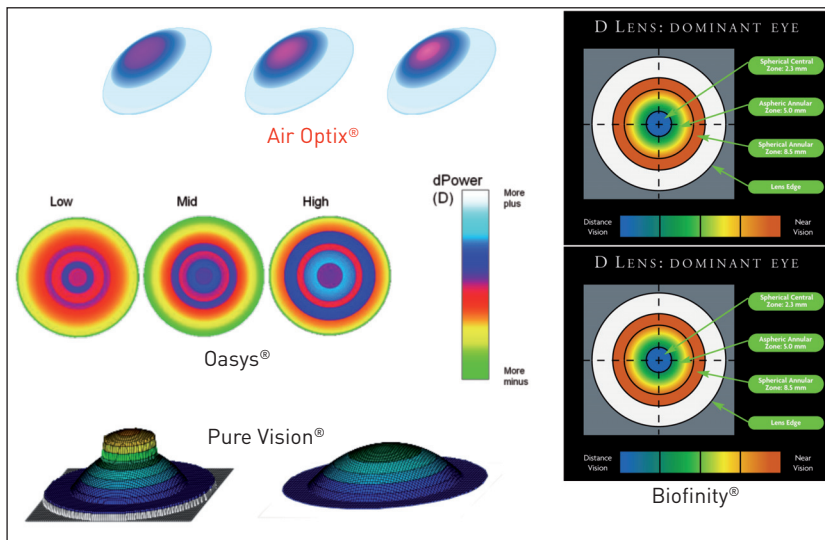 Air Optix®
Low
Mid
High
dPower
(D)
More
plus
More
minus
Oasys®
Pure Vision®
D Lens: dominant eye
Spherical Central
Zone: 2.3 mm
Aspheric Annular
Zone: 5.0 mm
Spherical Annular
Zone: 8.5 mm
Lens Edge
Distance
Vision
Near
Vision
D Lens: dominant eye
Spherical Central
Zone: 2.3 mm
Aspheric Annular
Zone: 5.0 mm
Spherical Annular
Zone: 8.5 mm
Lens Edge
Distance
Vision
Near
Vision
Biofinity®